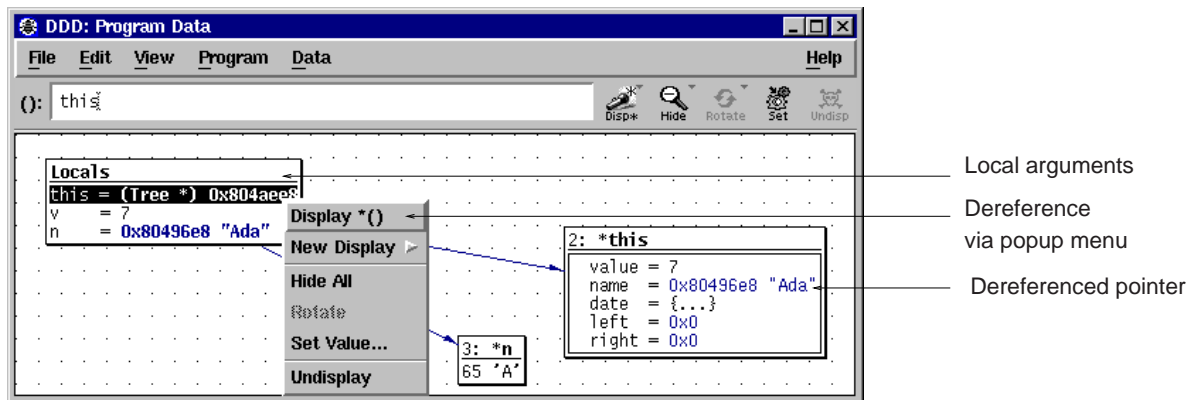 DDD: Program Data
File Edit View Program Data Help
(): this
Disp* Hide Rotate Set Undisp
Locals
this = (Tree *) 0x804aee8
v = 7
n = 0x80496e8 "Ada"
Display *()
New Display
Hide All
Rotate
Set Value...
Undisplay
2: *this
value = 7
name = 0x80496e8 "Ada"
date = {...}
left = 0x0
right = 0x0
3: *n
65 'A'
Local arguments
Dereference
via popup menu
Dereferenced pointer